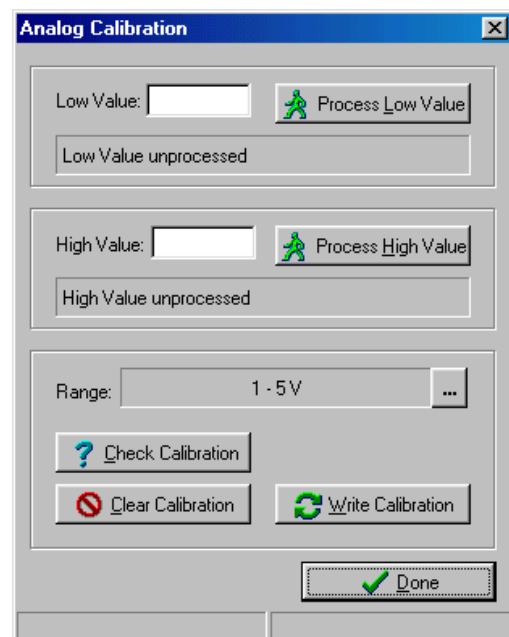 Analog Calibration
Low Value: Process Low Value
Low Value unprocessed
High Value: Process High Value
High Value unprocessed
Range: 1 - 5 V ...
Check Calibration
Clear Calibration Write Calibration
Done